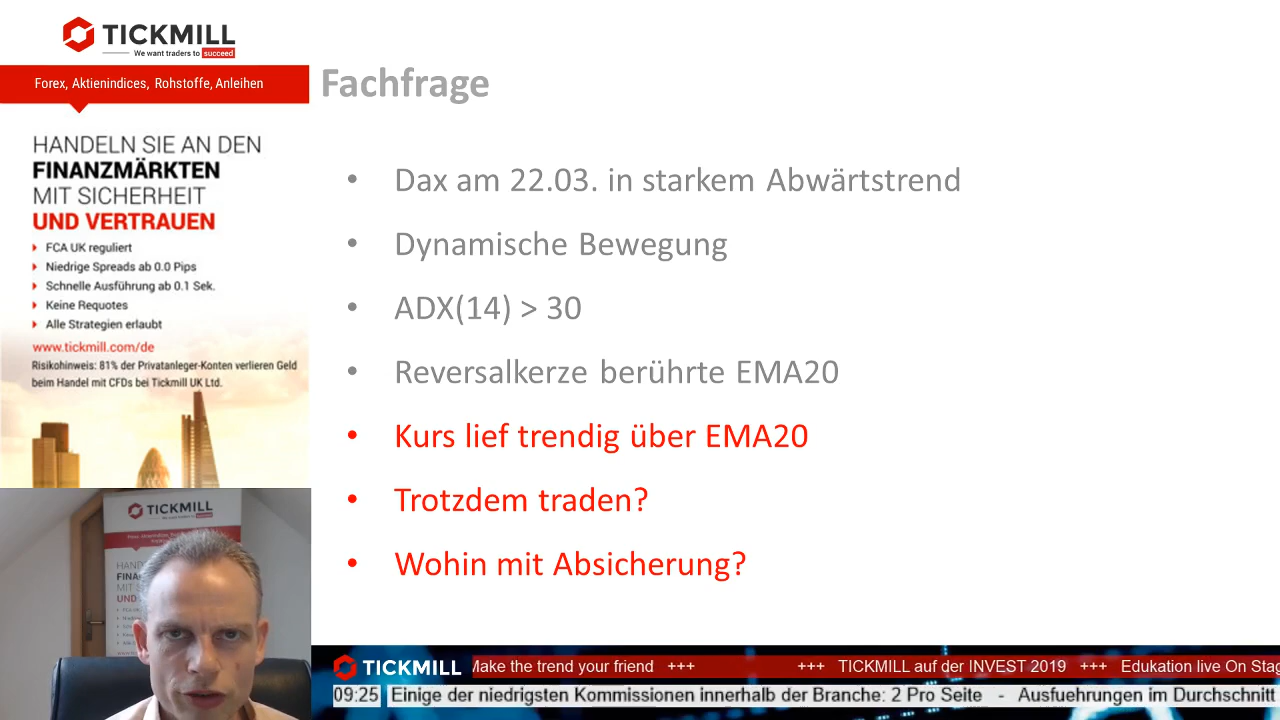 TICKMILL
We want traders to succeed
Forex, Aktienindices, Rohstoffe, Anleihen
HANDELN SIE AN DEN
FINANZMÄRKTEN
MIT SICHERHEIT
UND VERTRAUEN
FCA UK reguliert
Niedrige Spreads ab 0.0 Pips
Schnelle Ausführung ab 0.1 Sek.
Keine Requotes
Alle Strategien erlaubt
www.tickmill.com/de
Risikohinweis: 81% der Privatanleger-Konten verlieren Geld
beim Handel mit CFDs bei Tickmill UK Ltd.
Fachfrage
• Dax am 22.03. in starkem Abwärtstrend
• Dynamische Bewegung
• ADX(14) > 30
• Reversalkerze berührte EMA20
• Kurs lief trendig über EMA20
• Trotzdem traden?
• Wohin mit Absicherung?
TICKMILL
TICKMILL
Make the trend your friend +++ +++ TICKMILL auf der INVEST 2019 +++ Edukation live On Stag
09:25 Einige der niedrigsten Kommissionen innerhalb der Branche: 2 Pro Seite - Ausfuehrungen im Durchschnitt